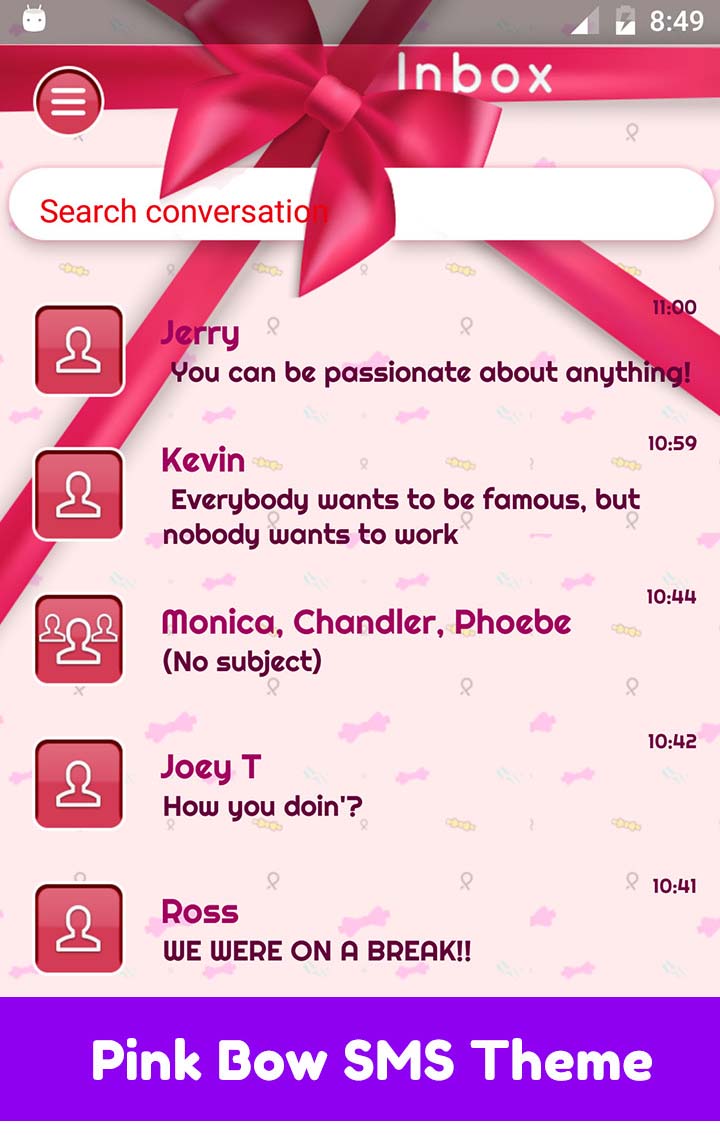 8:49
Inbox
Search conversation
11:00
Jerry
You can be passionate about anything!
10:59
Kevin
Everybody wants to be famous, but
nobody wants to work
10:44
Monica, Chandler, Phoebe
(No subject)
10:42
Joey T
How you doin'?
10:41
Ross
WE WERE ON A BREAK!!
Pink Bow SMS Theme